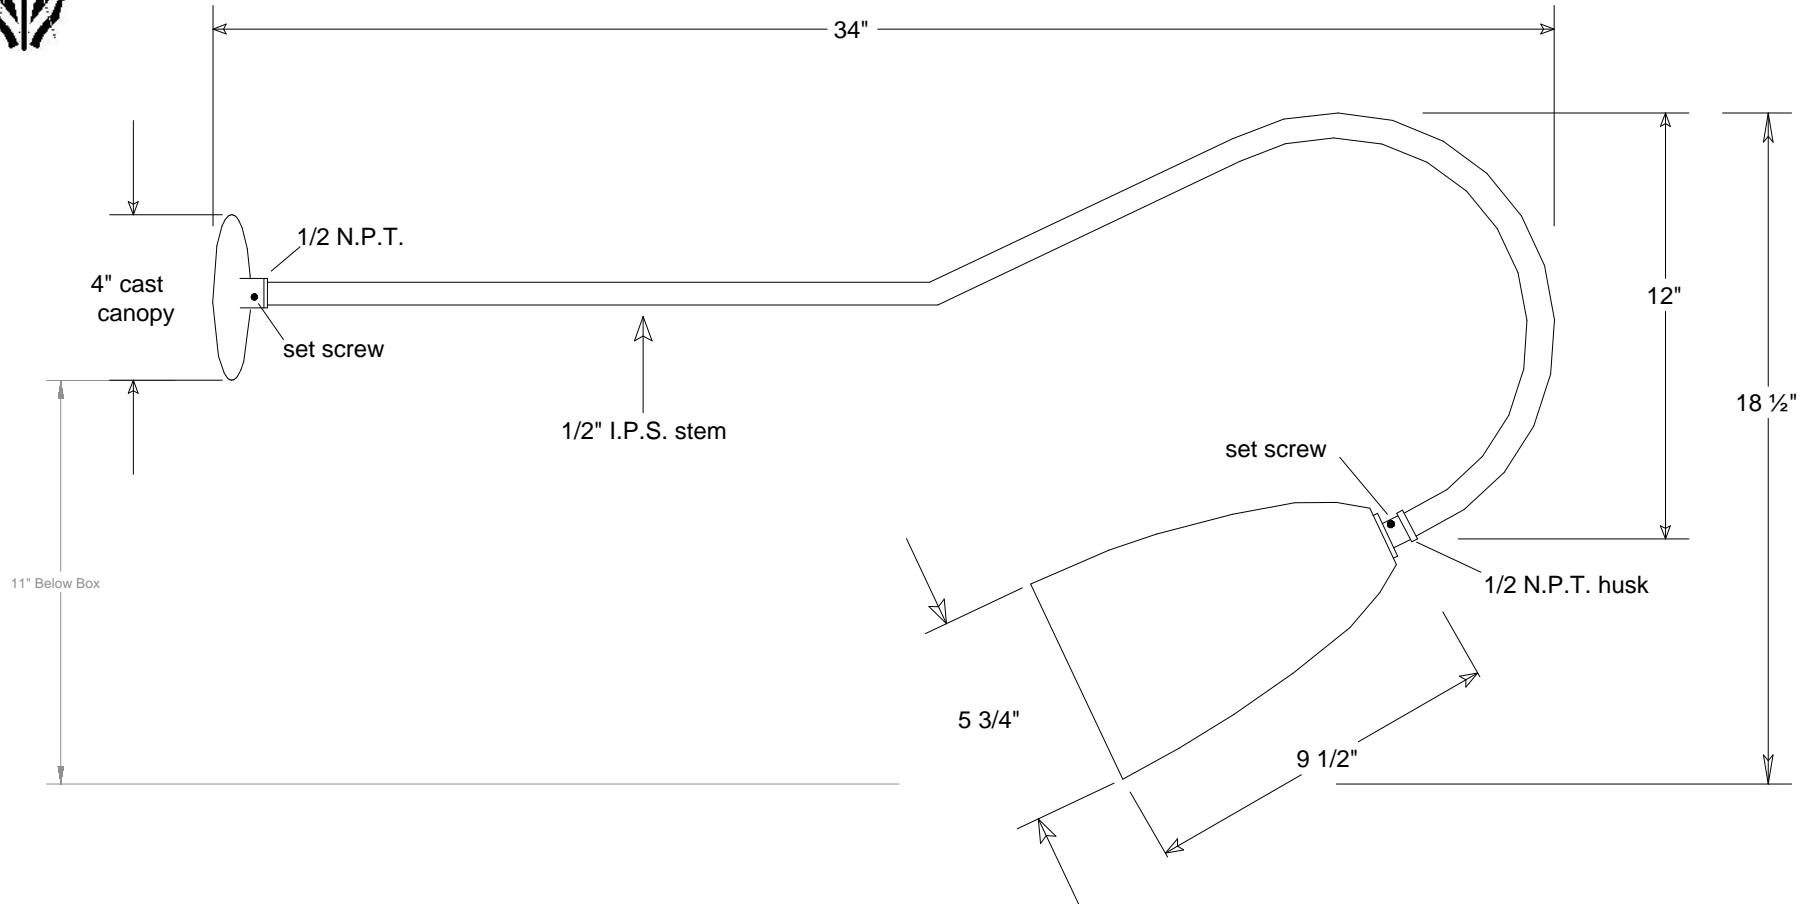 34"
1/2 N.P.T.
4" cast
canopy
set screw
12"
18 ½"
1/2" I.P.S. stem
set screw
11" Below Box
1/2 N.P.T. husk
5 3/4"
9 1/2"